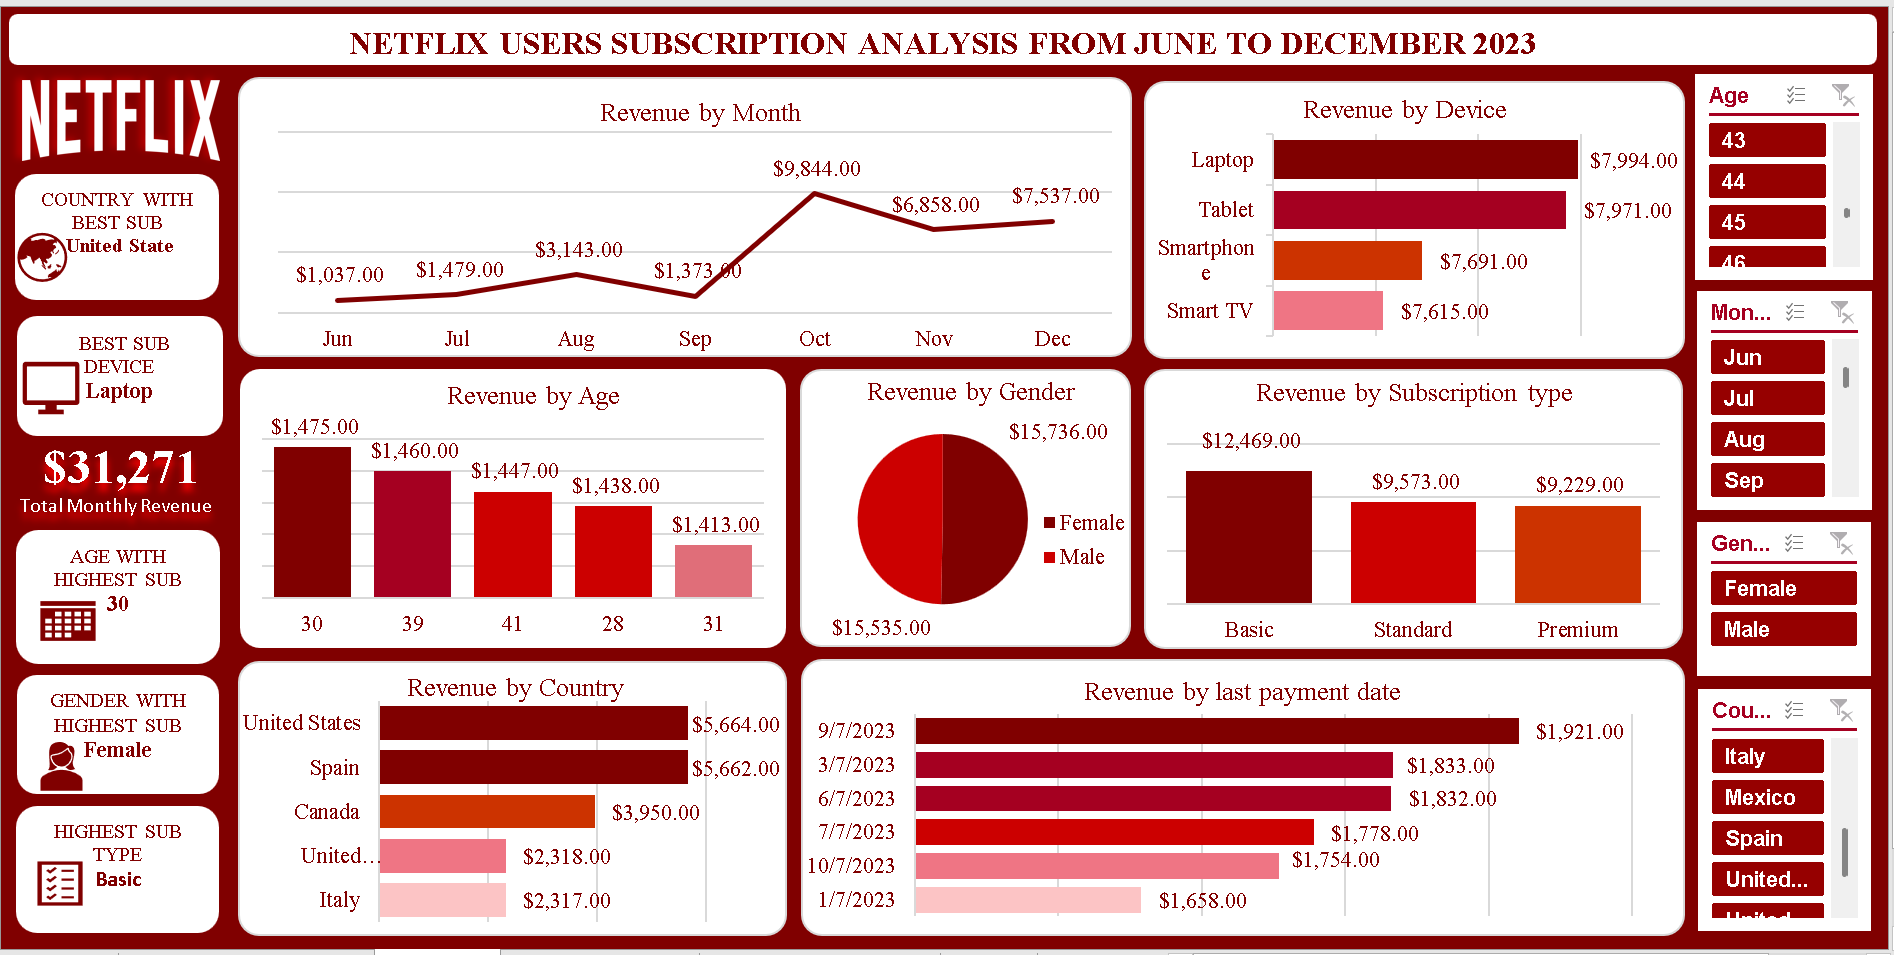 NETFLIX USERS SUBSCRIPTION ANALYSIS FROM JUNE TO DECEMBER 2023
NETFLIX
COUNTRY WITH
BEST SUB
United State
BEST SUB
DEVICE
Laptop
$31,271
Total Monthly Revenue
AGE WITH
HIGHEST SUB
30
GENDER WITH
HIGHEST SUB
Female
HIGHEST SUB
TYPE
Basic
Revenue by Month
$1,037.00
$1,479.00
$3,143.00
$1,373.00
$9,844.00
$6,858.00
$7,537.00
Jun Jul Aug Sep Oct Nov Dec
Revenue by Device
Laptop $7,994.00
Tablet $7,971.00
Smartphon
e $7,691.00
Smart TV $7,615.00
Revenue by Age
$1,475.00
$1,460.00
$1,447.00
$1,438.00
$1,413.00
30 39 41 28 31
Revenue by Gender
$15,736.00
Female
Male
$15,535.00
Revenue by Subscription type
$12,469.00
$9,573.00
$9,229.00
Basic Standard Premium
Revenue by Country
United States $5,664.00
Spain $5,662.00
Canada $3,950.00
United... $2,318.00
Italy $2,317.00
Revenue by last payment date
9/7/2023 $1,921.00
3/7/2023 $1,833.00
6/7/2023 $1,832.00
7/7/2023 $1,778.00
10/7/2023 $1,754.00
1/7/2023 $1,658.00
Age
43
44
45
46
Mon...
Jun
Jul
Aug
Sep
Gen...
Female
Male
Cou...
Italy
Mexico
Spain
United...
United